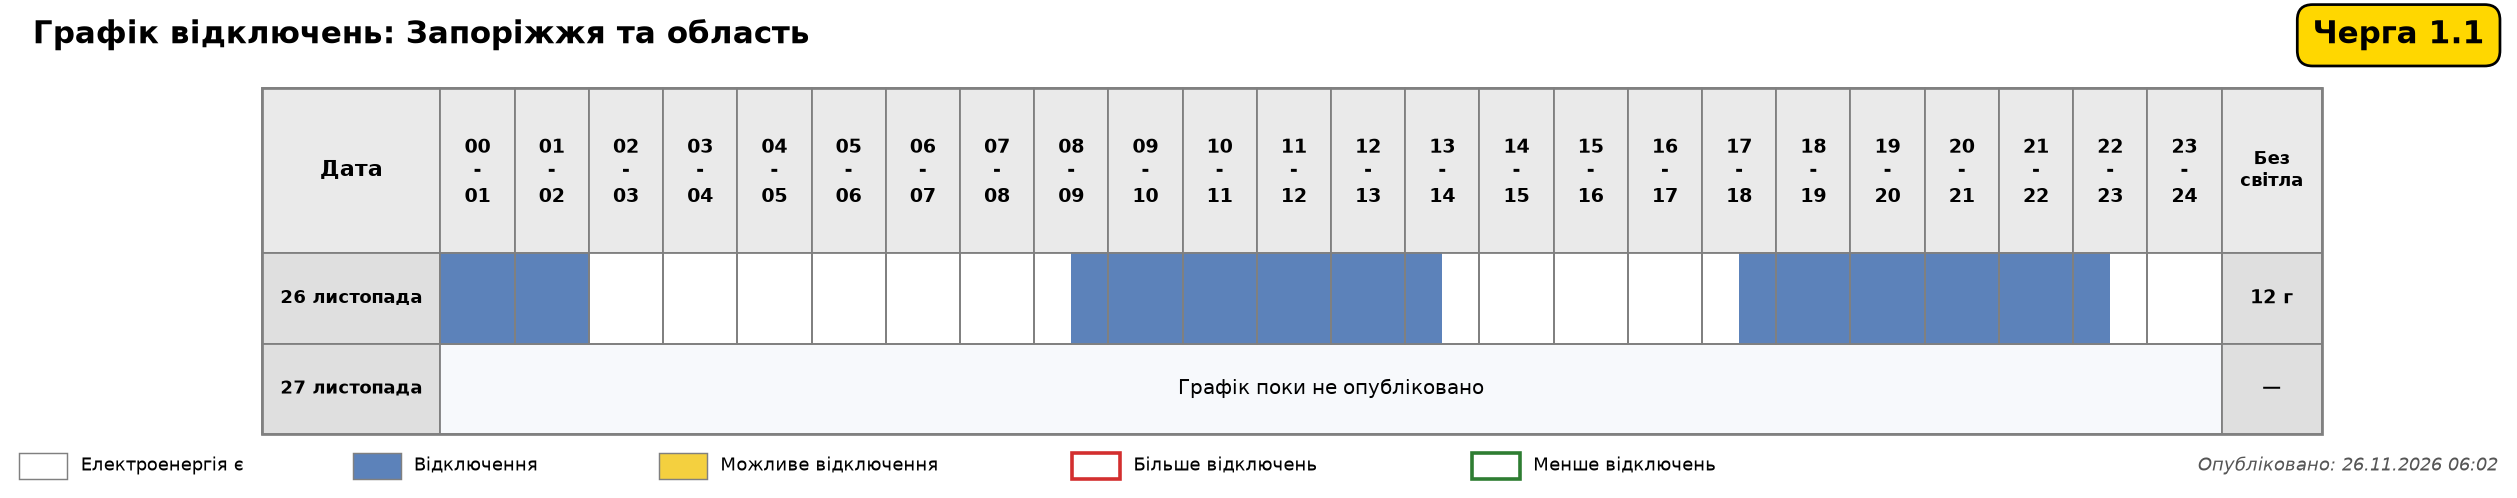 Графік відключень: Запоріжжя та область
Черга 1.1
Дата
00 - 01
01 - 02
02 - 03
03 - 04
04 - 05
05 - 06
06 - 07
07 - 08
08 - 09
09 - 10
10 - 11
11 - 12
12 - 13
13 - 14
14 - 15
15 - 16
16 - 17
17 - 18
18 - 19
19 - 20
20 - 21
21 - 22
22 - 23
23 - 24
Без
світла
26 листопада
12 г
27 листопада
Графік поки не опубліковано
—
Електроенергія є
Відключення
Можливе відключення
Більше відключень
Менше відключень
Опубліковано: 26.11.2026 06:02